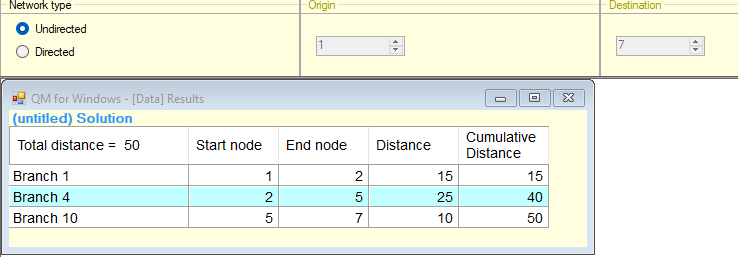 Network type Origin Destination
Undirected
Directed
1 7
QM for Windows - [Data] Results
(untitled) Solution
Total distance = 50 Start node End node Distance Cumulative Distance
Branch 1 1 2 15 15
Branch 4 2 5 25 40
Branch 10 5 7 10 50